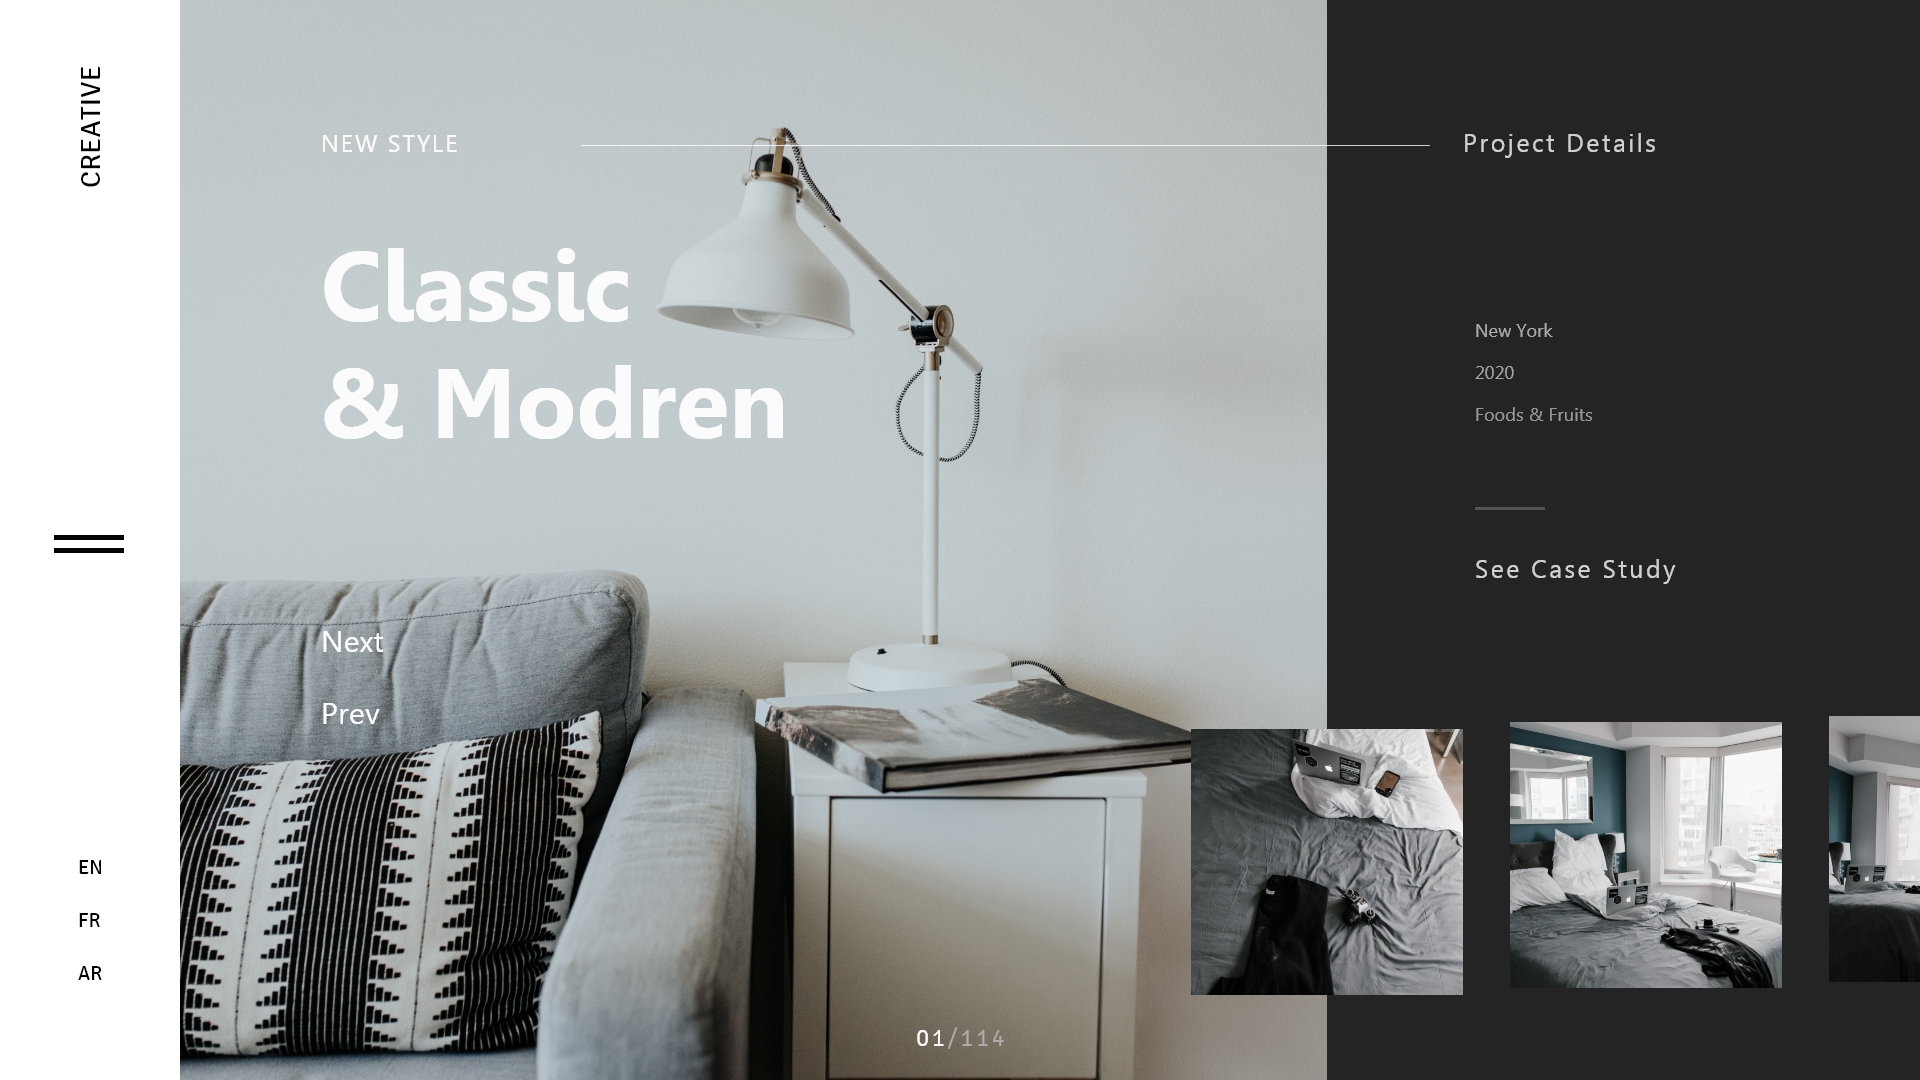 CREATIVE
NEW STYLE
Project Details
Classic
& Modren
New York
2020
Foods & Fruits
See Case Study
Next
Prev
EN
FR
AR
01/114